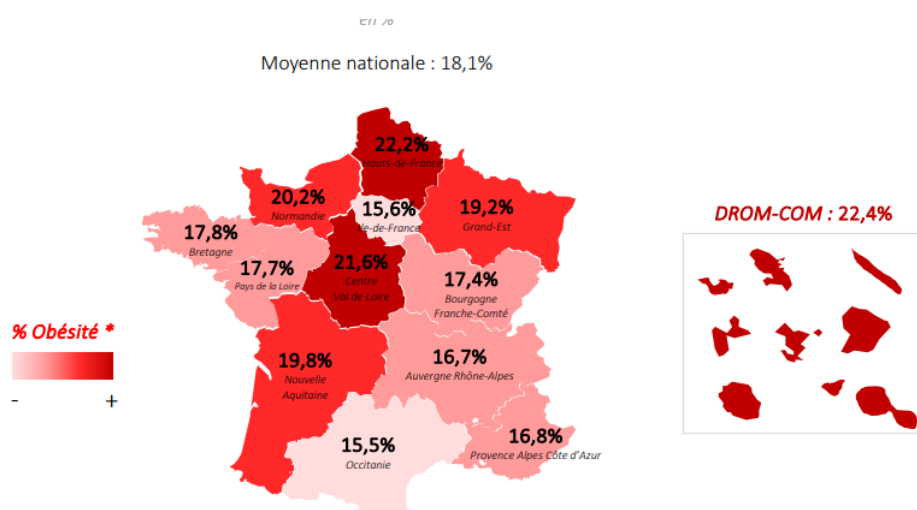 en %
Moyenne nationale : 18,1%
22,2%
Hauts-de-France
20,2%
Normandie
15,6%
Ile-de-France
19,2%
Grand-Est
17,8%
Bretagne
17,7%
Pays de la Loire
21,6%
Centre
Val de Loire
17,4%
Bourgogne
Franche-Comté
19,8%
Nouvelle
Aquitaine
16,7%
Auvergne Rhône-Alpes
15,5%
Occitanie
16,8%
Provence Alpes Côte d'Azur
% Obésité *
- +
DROM-COM : 22,4%